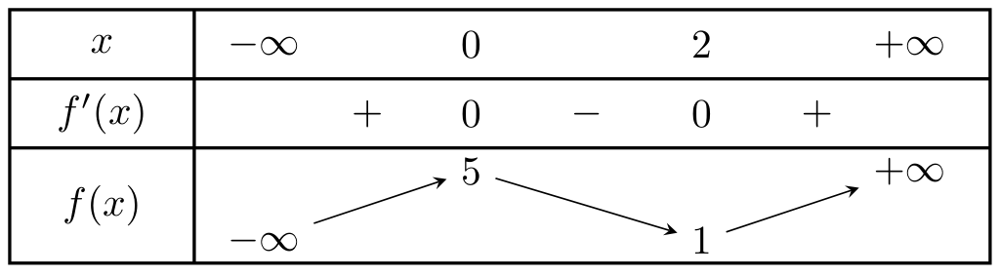 x −∞ 0 2 +∞
f′(x) + 0 − 0 +
5 +∞
f(x)
−∞ 1